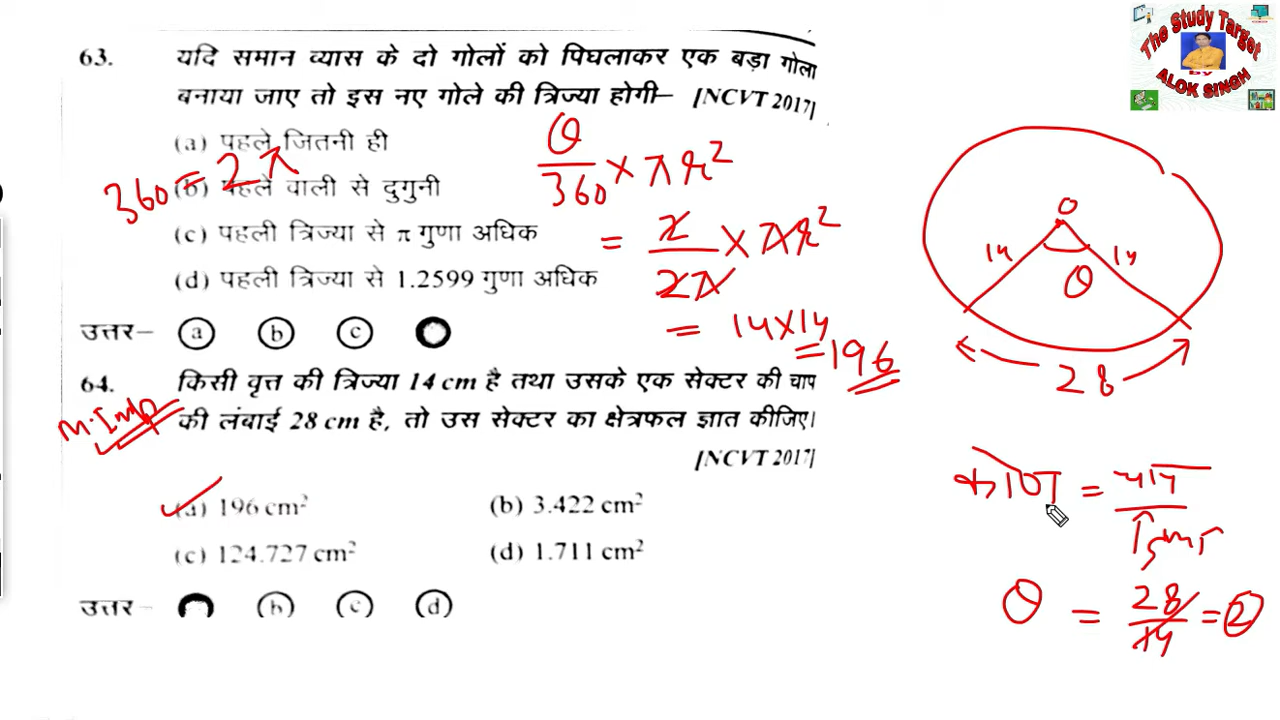 The Study Target
BY
ALOK SINGH
63. यदि समान व्यास के दो गोलों को पिघलाकर एक बड़ा गोला
बनाया जाए तो इस नए गोले की त्रिज्या होगी– [NCVT 2017]
(a) पहले जितनी ही
(b) पहले वाली से दुगुनी
(c) पहली त्रिज्या से π गुणा अधिक
(d) पहली त्रिज्या से 1.2599 गुणा अधिक
उत्तर– a b c
360 = 2π
θ/360 × πr²
= 2/2π × πr²
= 14×14
=196
O
14 14
θ
28
64. किसी वृत्त की त्रिज्या 14 cm है तथा उसके एक सेक्टर की चाप
की लंबाई 28 cm है, तो उस सेक्टर का क्षेत्रफल ज्ञात कीजिए।
[NCVT 2017]
M.Imp
(a) 196 cm²
(b) 3.422 cm²
(c) 124.727 cm²
(d) 1.711 cm²
उत्तर– b c d
कोण = चाप/त्रिज्या
θ = 28/14 = 2